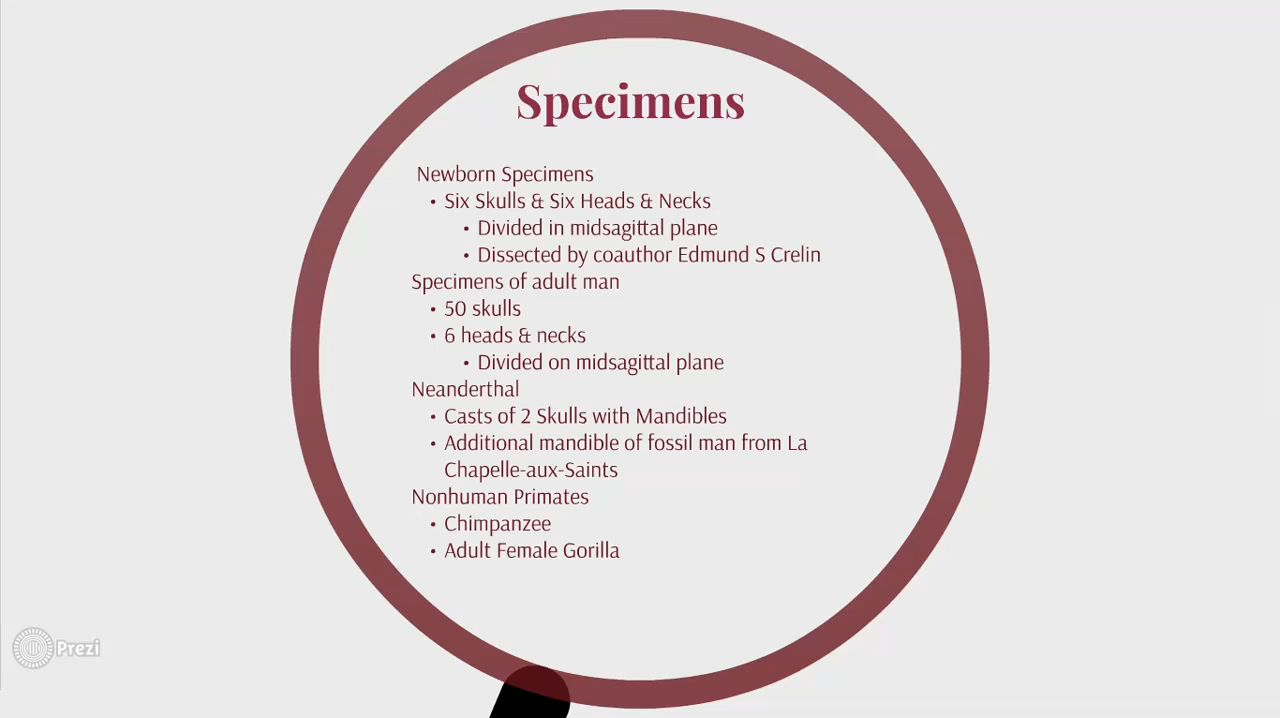 Specimens
Newborn Specimens
• Six Skulls & Six Heads & Necks
• Divided in midsagittal plane
• Dissected by coauthor Edmund S Crelin
Specimens of adult man
• 50 skulls
• 6 heads & necks
• Divided on midsagittal plane
Neanderthal
• Casts of 2 Skulls with Mandibles
• Additional mandible of fossil man from La
Chapelle-aux-Saints
Nonhuman Primates
• Chimpanzee
• Adult Female Gorilla
Prezi